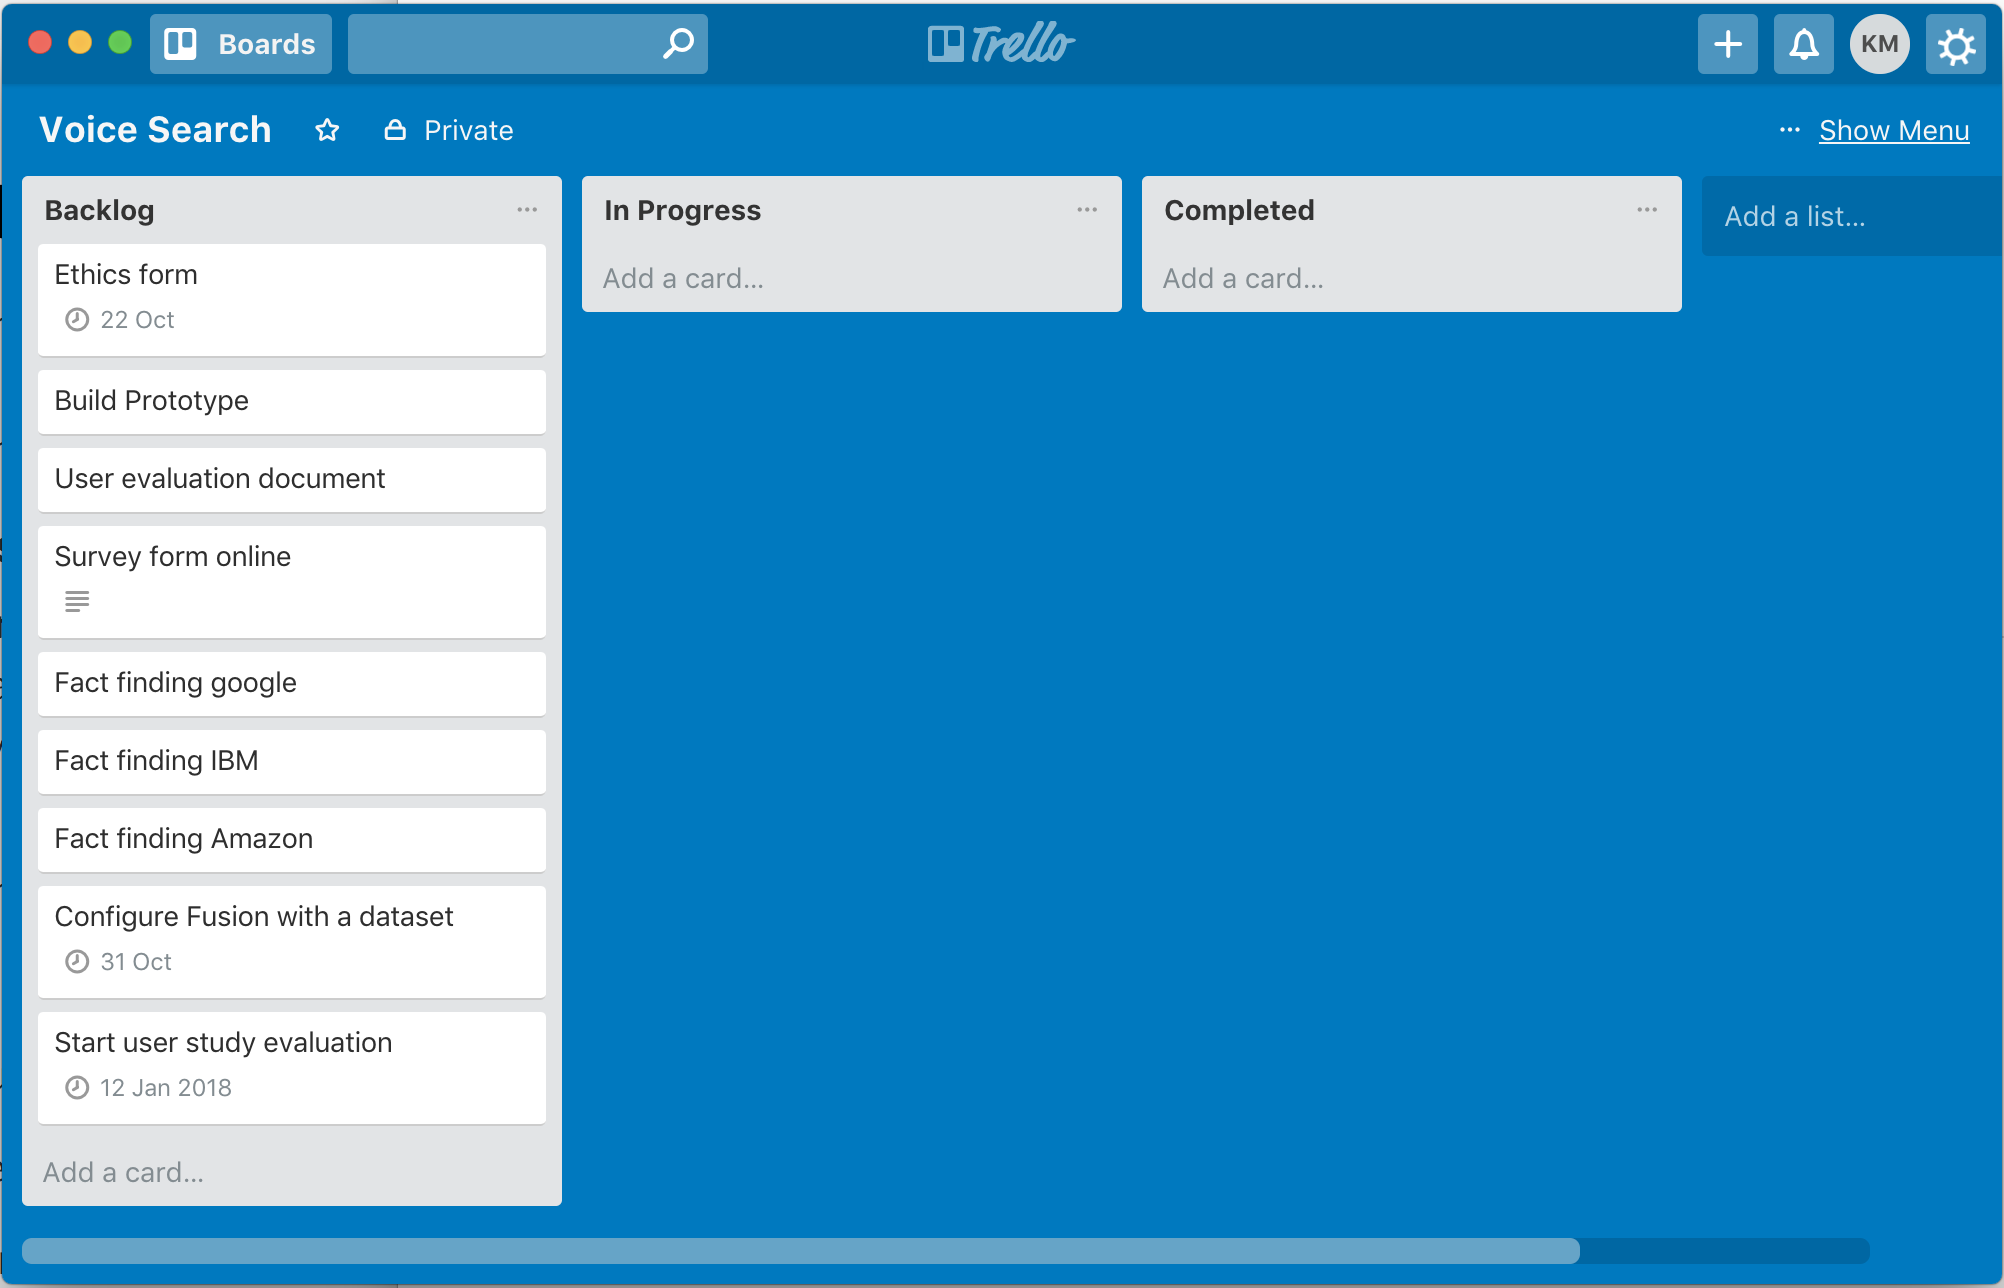 Boards
Trello
KM
Voice Search
Private
... Show Menu
Backlog
Ethics form
22 Oct
Build Prototype
User evaluation document
Survey form online
Fact finding google
Fact finding IBM
Fact finding Amazon
Configure Fusion with a dataset
31 Oct
Start user study evaluation
12 Jan 2018
Add a card...
In Progress
Add a card...
Completed
Add a card...
Add a list...